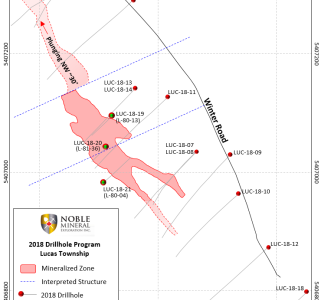 5407200
5407200
Plunging NW ~30°
LUC-18-13
LUC-18-14
LUC-18-11
LUC-18-19
(L-80-13)
Winter Road
LUC-18-20
(L-81-36)
LUC-18-07
LUC-18-08
LUC-18-09
5407000
5407000
LUC-18-21
(L-80-04)
LUC-18-10
NOBLE
MINERAL
EXPLORATION INC.
2018 Drillhole Program
Lucas Township
Mineralized Zone
Interpreted Structure
2018 Drillhole
LUC-18-12
LUC-18-18
5406800